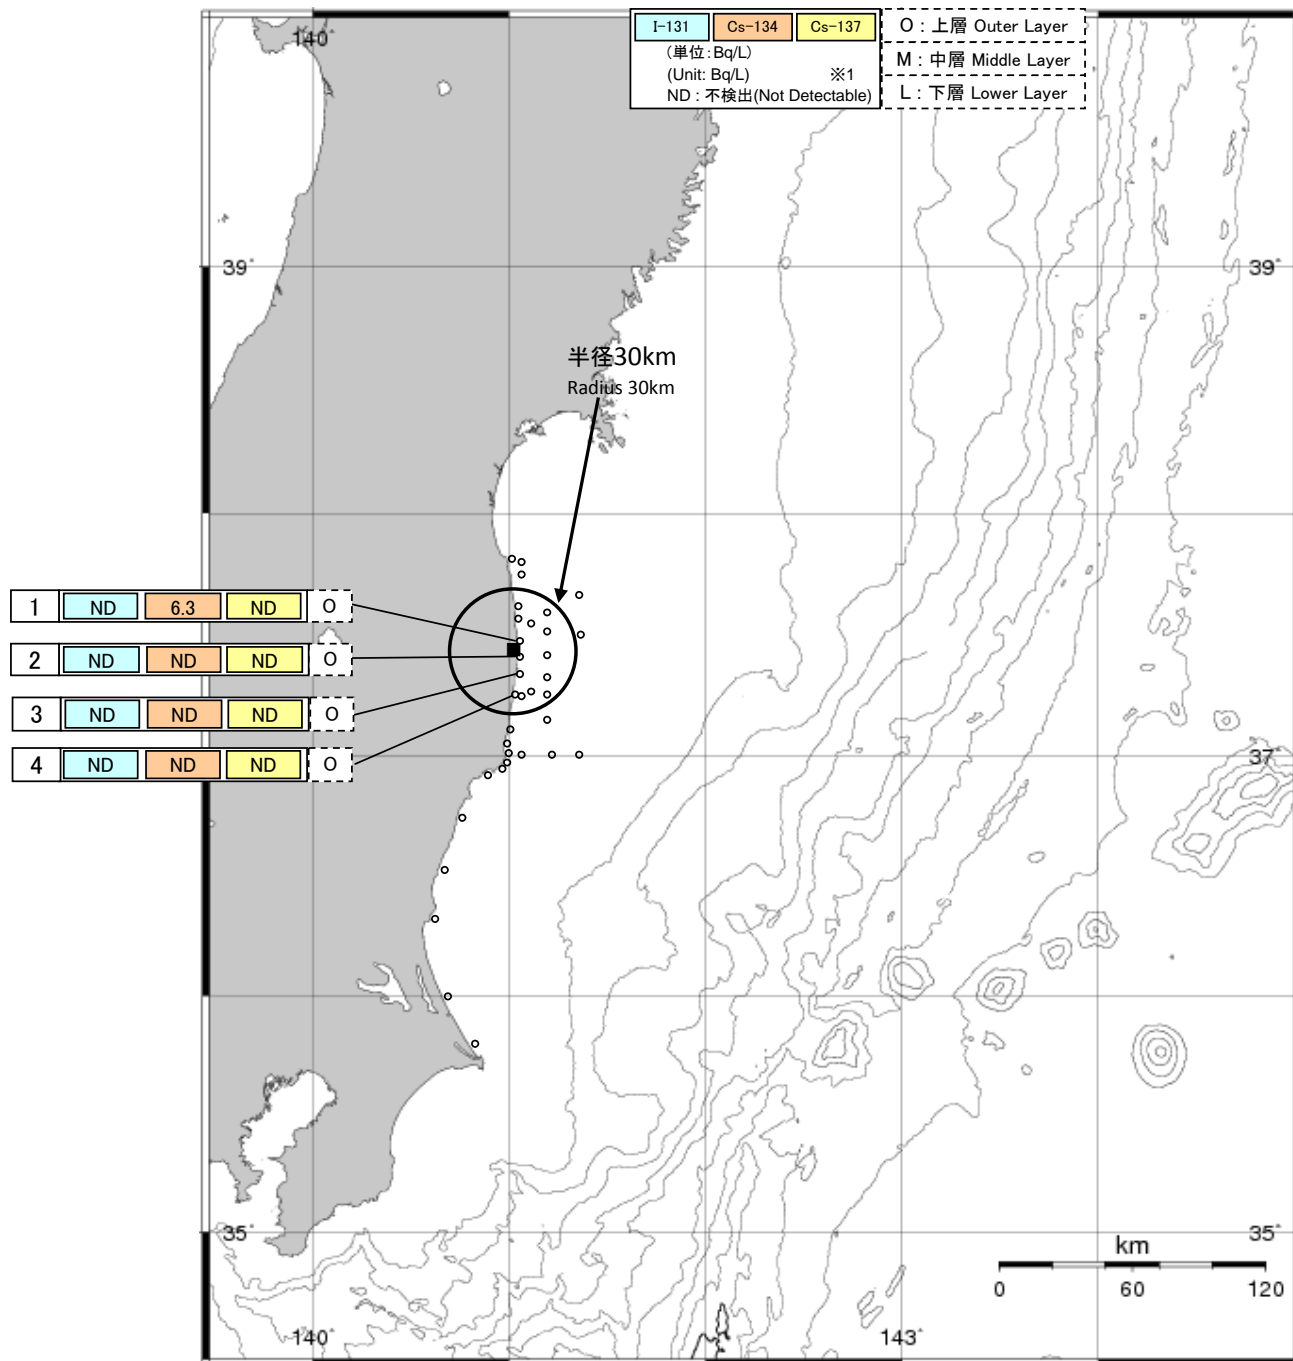 I-131 Cs-134 Cs-137
(単位:Bq/L)
(Unit: Bq/L) ※1
ND : 不検出(Not Detectable)
O : 上層 Outer Layer
M : 中層 Middle Layer
L : 下層 Lower Layer
140°
39° 39°
半径30km
Radius 30km
1 ND 6.3 ND O
2 ND ND ND O
3 ND ND ND O
4 ND ND ND O
37°
35° 35°
km
0 60 120
140° 143°